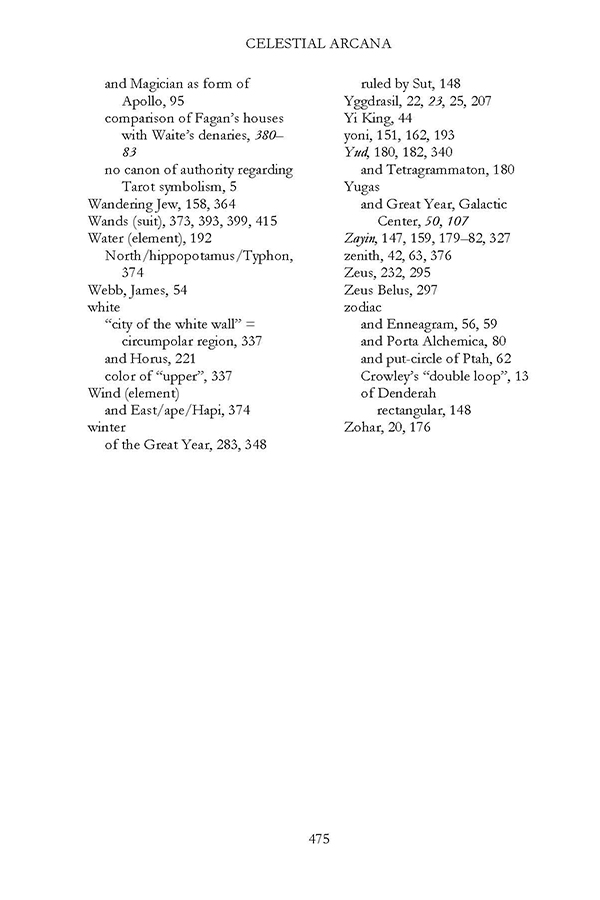 CELESTIAL ARCANA
and Magician as form of
Apollo, 95
comparison of Fagan’s houses
with Waite’s denaries, 380–
83
no canon of authority regarding
Tarot symbolism, 5
Wandering Jew, 158, 364
Wands (suit), 373, 393, 399, 415
Water (element), 192
North/hippopotamus/Typhon,
374
Webb, James, 54
white
“city of the white wall” =
circumpolar region, 337
and Horus, 221
color of “upper”, 337
Wind (element)
and East/ape/Hapi, 374
winter
of the Great Year, 283, 348
ruled by Sut, 148
Yggdrasil, 22, 23, 25, 207
Yi King, 44
yoni, 151, 162, 193
Yud, 180, 182, 340
and Tetragrammaton, 180
Yugas
and Great Year, Galactic
Center, 50, 107
Zayin, 147, 159, 179–82, 327
zenith, 42, 63, 376
Zeus, 232, 295
Zeus Belus, 297
zodiac
and Enneagram, 56, 59
and Porta Alchemica, 80
and put-circle of Ptah, 62
Crowley’s “double loop”, 13
of Denderah
rectangular, 148
Zohar, 20, 176
475